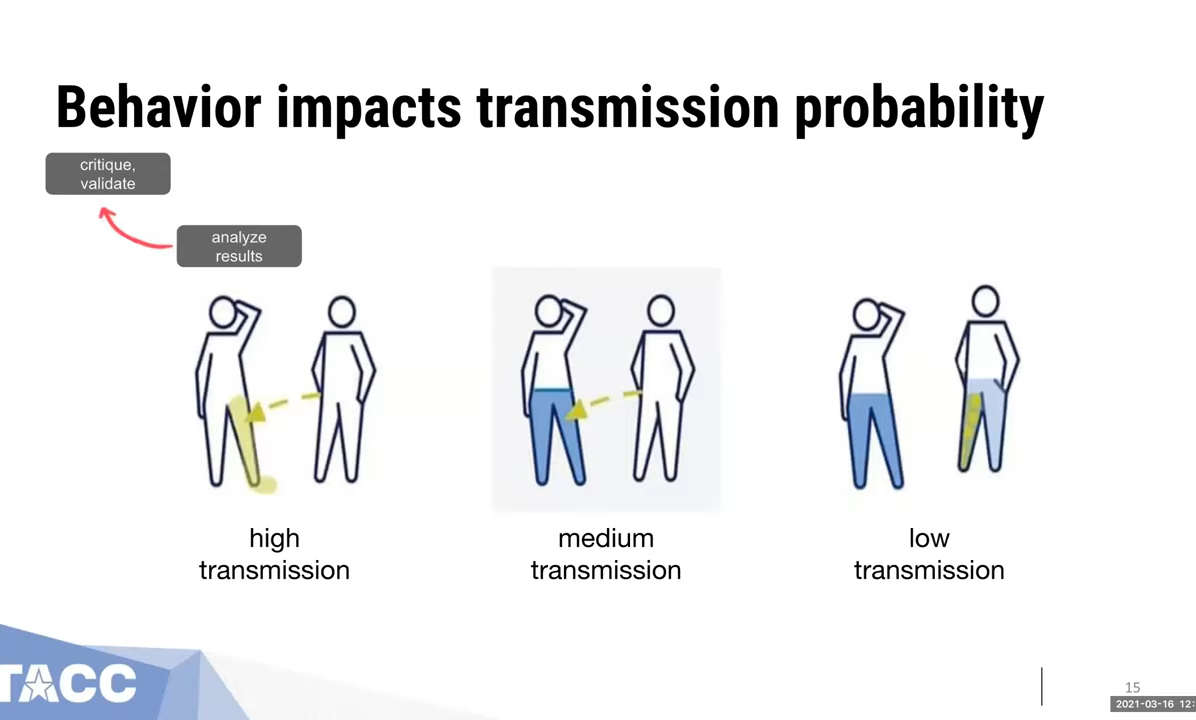 Behavior impacts transmission probability
critique,
validate
analyze
results
high
transmission
medium
transmission
low
transmission
TACC
15
2021-03-16 12: